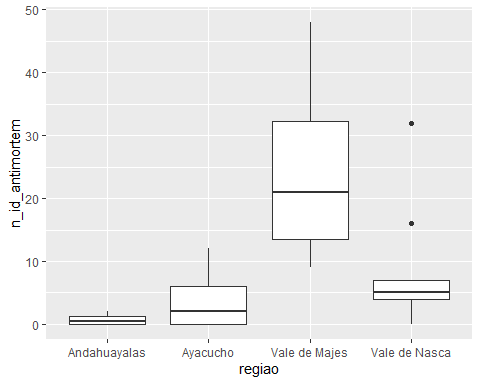 50
40
30
20
10
0
n_id_antimortem
Andahuayalas
Ayacucho
Vale de Majes
Vale de Nasca
regiao